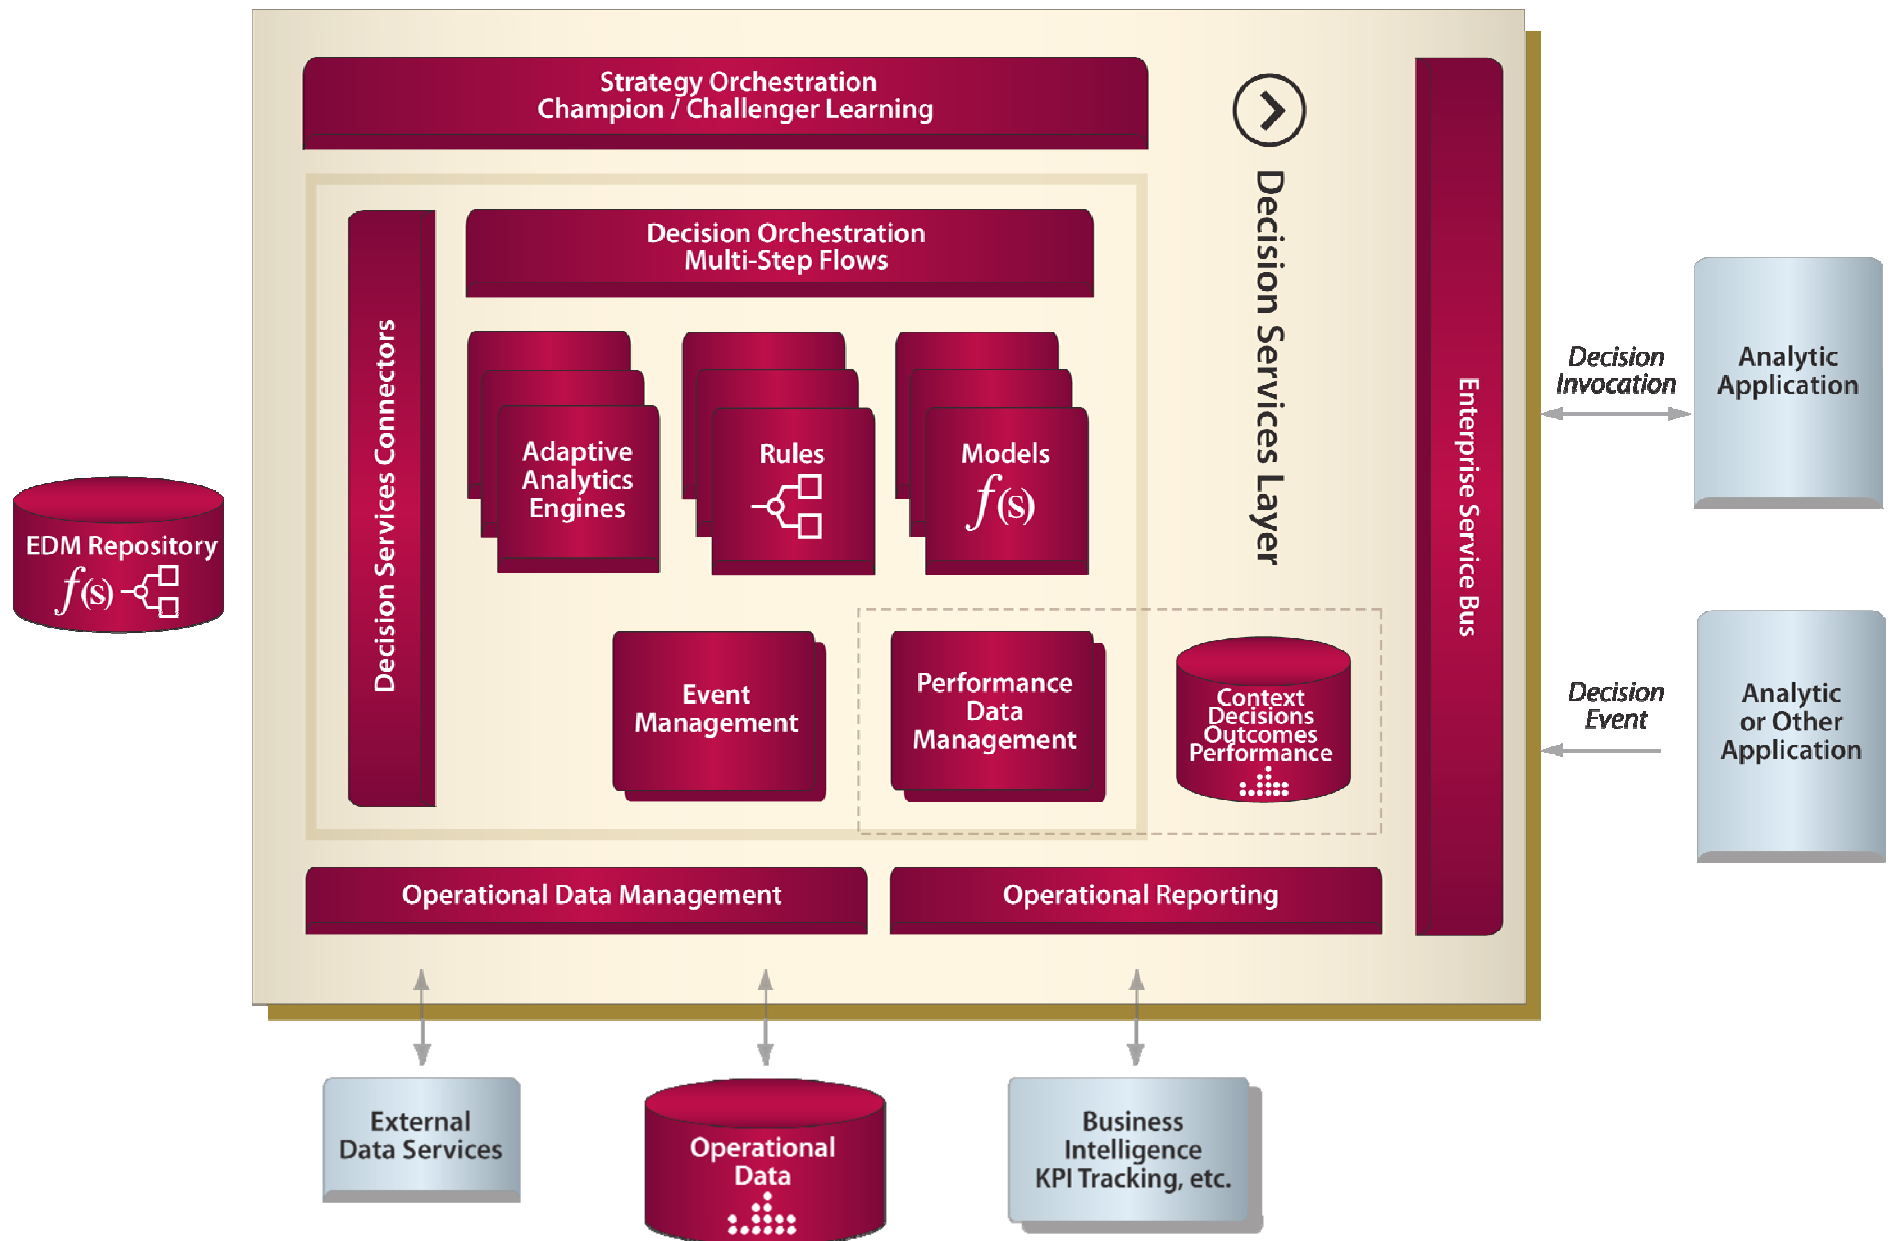 Strategy Orchestration
Champion / Challenger Learning
Decision Services Layer
Enterprise Service Bus
Decision Services Connectors
Decision Orchestration
Multi-Step Flows
Adaptive
Analytics
Engines
Rules
Models
f(s)
EDM Repository
f(s)
Event
Management
Performance
Data
Management
Context
Decisions
Outcomes
Performance
Operational Data Management
Operational Reporting
Decision
Invocation
Analytic
Application
Decision
Event
Analytic
or Other
Application
External
Data Services
Operational
Data
Business
Intelligence
KPI Tracking, etc.